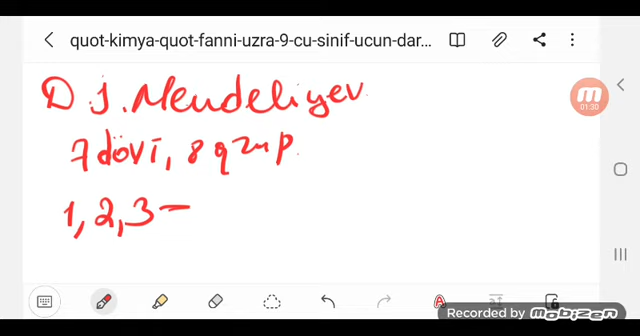 quot-kimya-quot-fanni-uzra-9-cu-sinif-ucun-dar...
D.J.Mendeliyev
01:30
7 dövr, 8 qrup.
1, 2, 3 –
Recorded by
mobizen